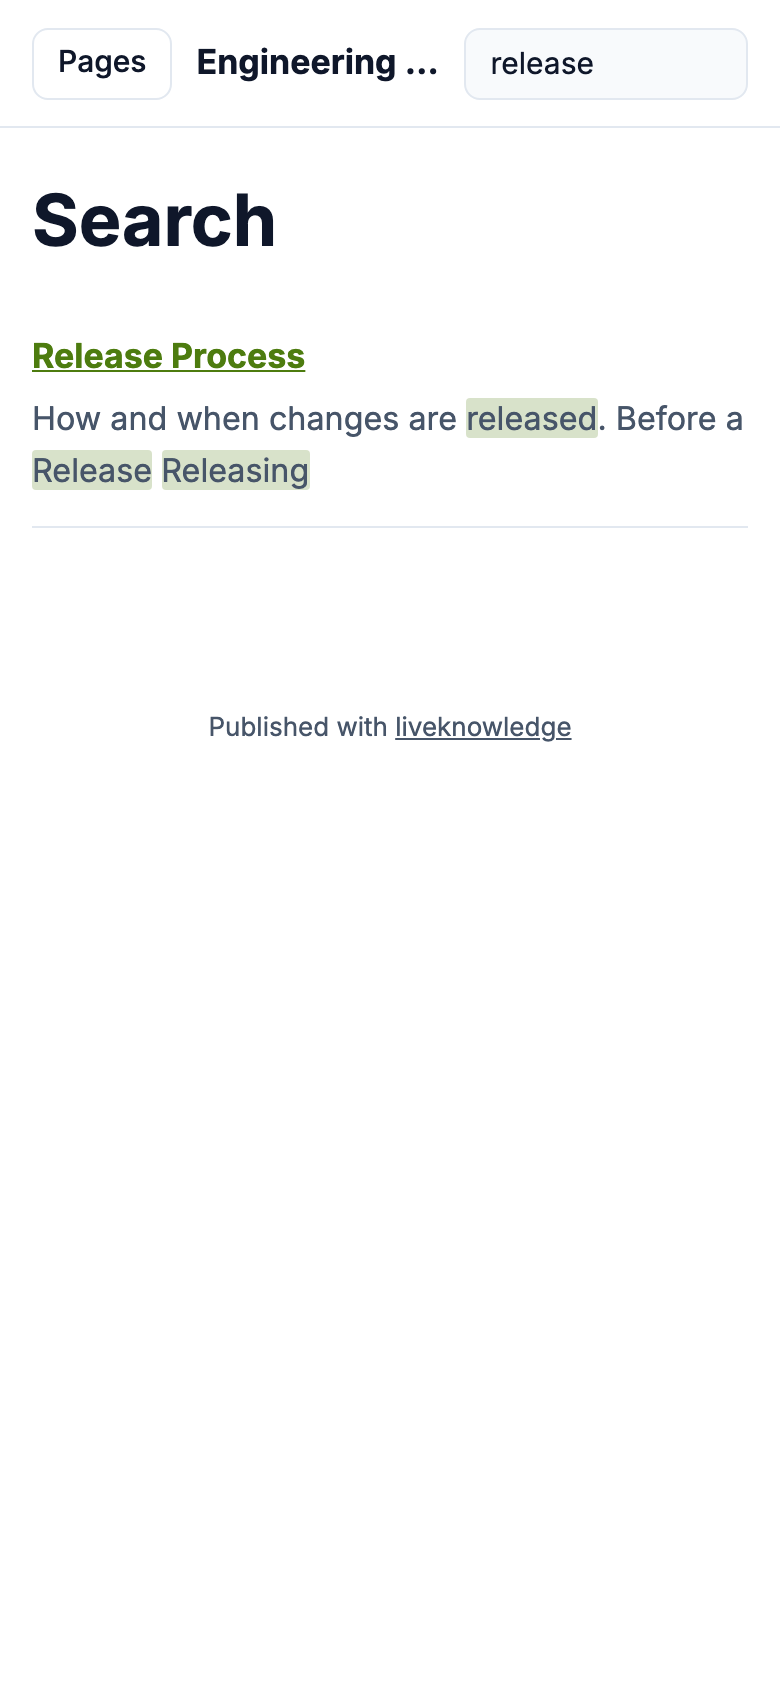 Pages
Engineering ...
release
Search
Release Process
How and when changes are released. Before a
Release Releasing
Published with liveknowledge